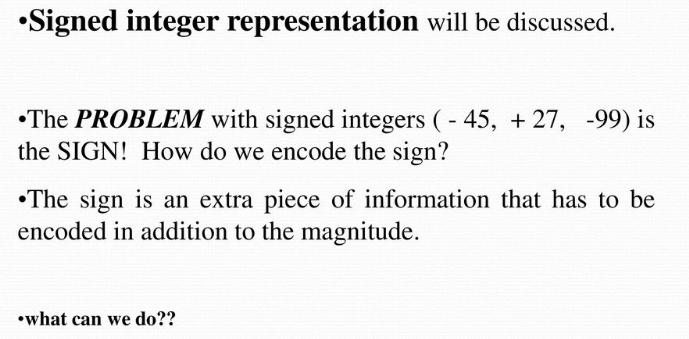 •Signed integer representation will be discussed.
•The PROBLEM with signed integers ( - 45, + 27, -99) is
the SIGN! How do we encode the sign?
•The sign is an extra piece of information that has to be
encoded in addition to the magnitude.
•what can we do??